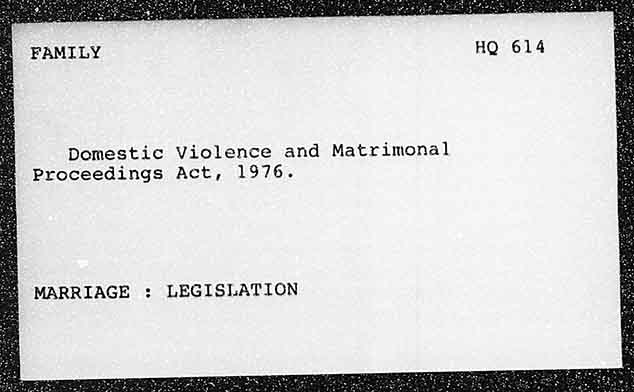 FAMILY HQ 614
Domestic Violence and Matrimonal
Proceedings Act, 1976.
MARRIAGE : LEGISLATION